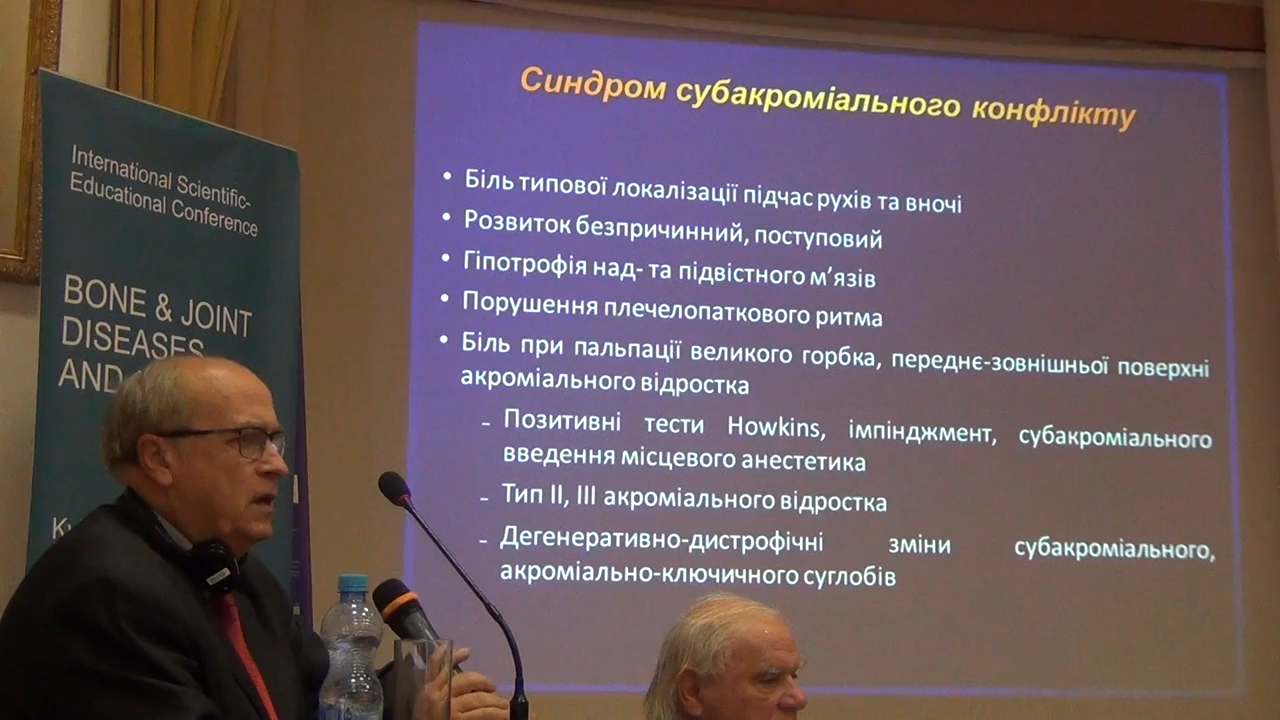 International Scientific-
Educational Conference
BONE & JOINT
DISEASES
AND
Синдром субакроміального конфлікту
• Біль типової локалізації підчас рухів та вночі
• Розвиток безпричинний, поступовий
• Гіпотрофія над- та підвістного м’язів
• Порушення плечелопаткового ритма
• Біль при пальпації великого горбка, переднє-зовнішньої поверхні
акроміального відростка
- Позитивні тести Howkins, імпінджмент, субакроміального
введення місцевого анестетика
- Тип II, III акроміального відростка
- Дегенеративно-дистрофічні зміни субакроміального,
акроміально-ключичного суглобів